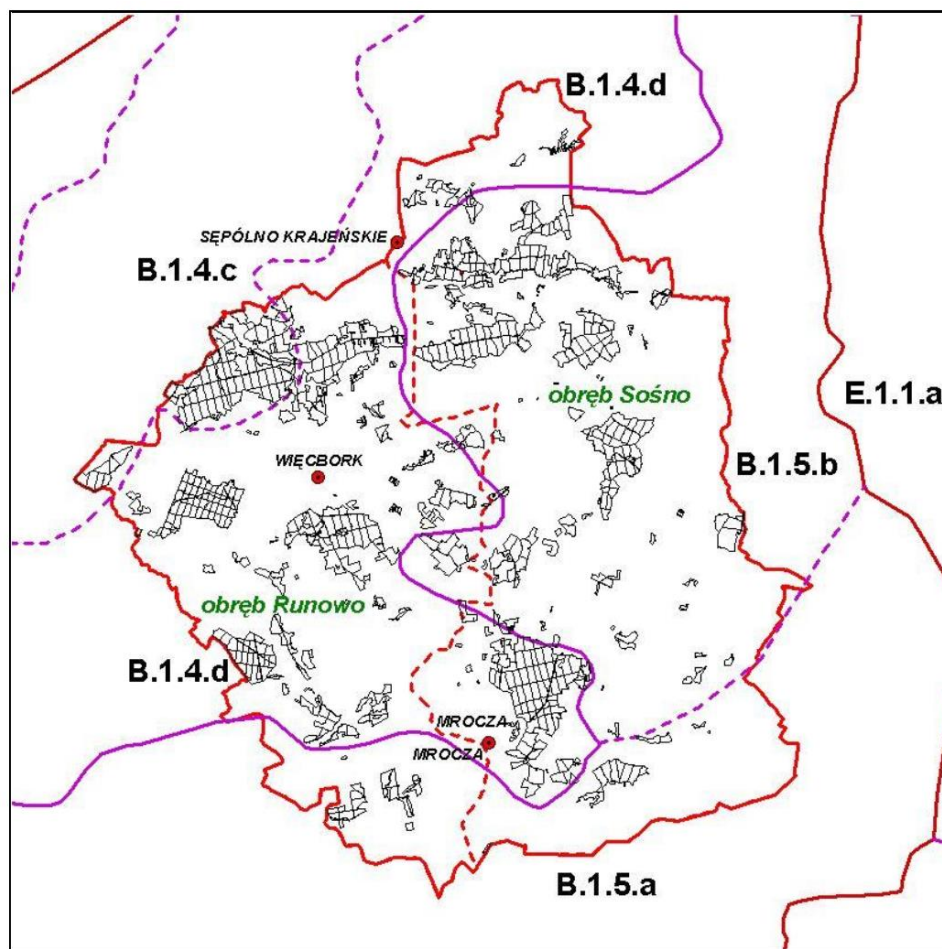 B.1.4.d
SĘPÓLNO KRAJEŃSKIE
B.1.4.c
obręb Sośno
E.1.1.a
WIĘCBORK
B.1.5.b
obręb Runowo
B.1.4.d
MROCZA
MROCZA
B.1.5.a